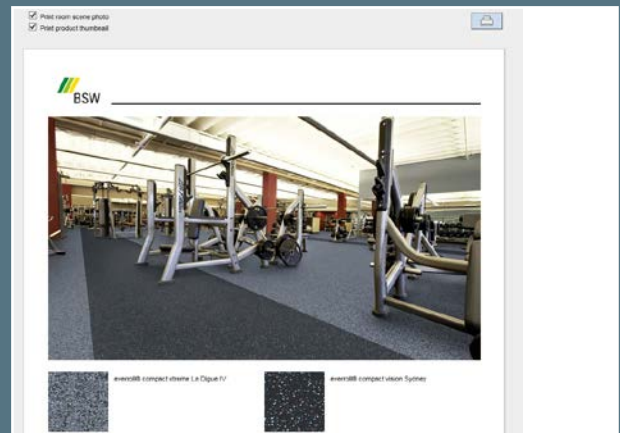 Print room scene photo
Print product thumbnail
BSW
everroll® compact xtreme La Digue IV
everroll® compact vision Sydney